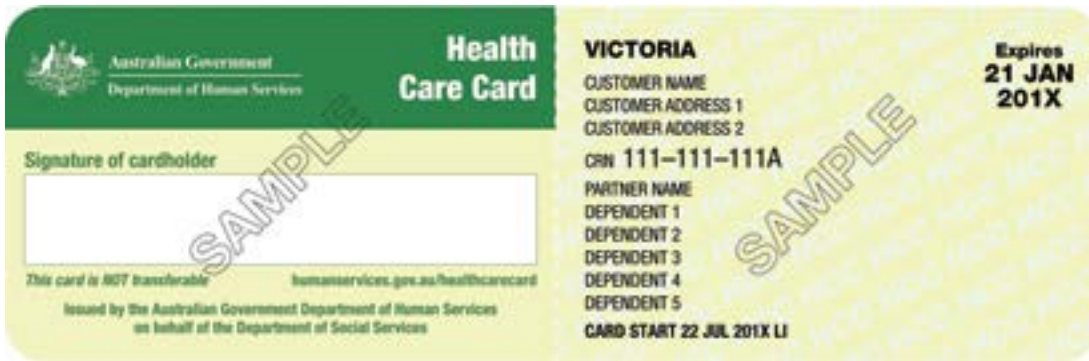 Australian Government
Department of Human Services
Health
Care Card
Signature of cardholder
SAMPLE
This card is NOT transferable
humanservices.gov.au/healthcarecard
Issued by the Australian Government Department of Human Services
on behalf of the Department of Social Services
VICTORIA
Expires
21 JAN
201X
CUSTOMER NAME
CUSTOMER ADDRESS 1
CUSTOMER ADDRESS 2
CRN 111–111–111A
PARTNER NAME
DEPENDENT 1
DEPENDENT 2
DEPENDENT 3
DEPENDENT 4
DEPENDENT 5
CARD START 22 JUL 201X LI
SAMPLE